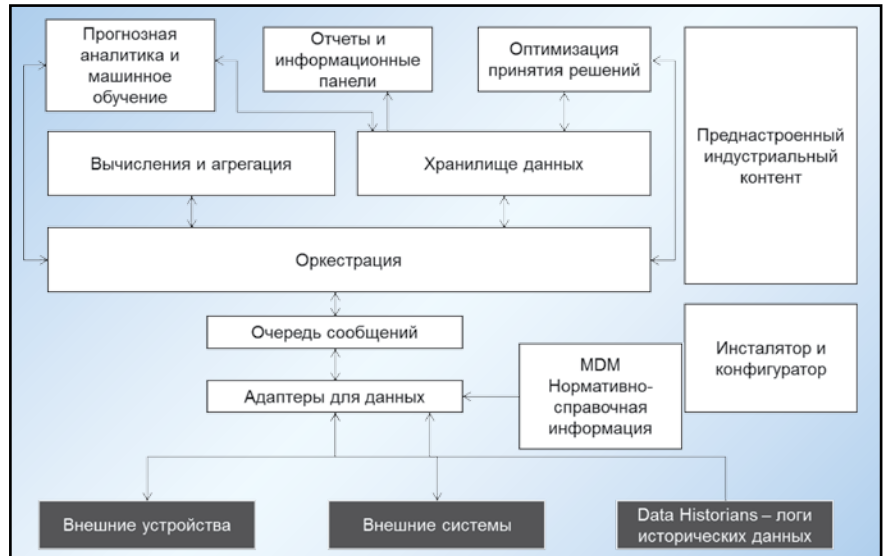 Прогнозная
аналитика и
машинное
обучение
Отчеты и
информационные
панели
Оптимизация
принятия решений
Преднастроенный
индустриальный
контент
Вычисления и агрегация
Хранилище данных
Оркестрация
Очередь сообщений
Адаптеры для данных
MDM
Нормативно-
справочная
информация
Инсталятор и
конфигуратор
Внешние устройства
Внешние системы
Data Historians – логи
исторических данных